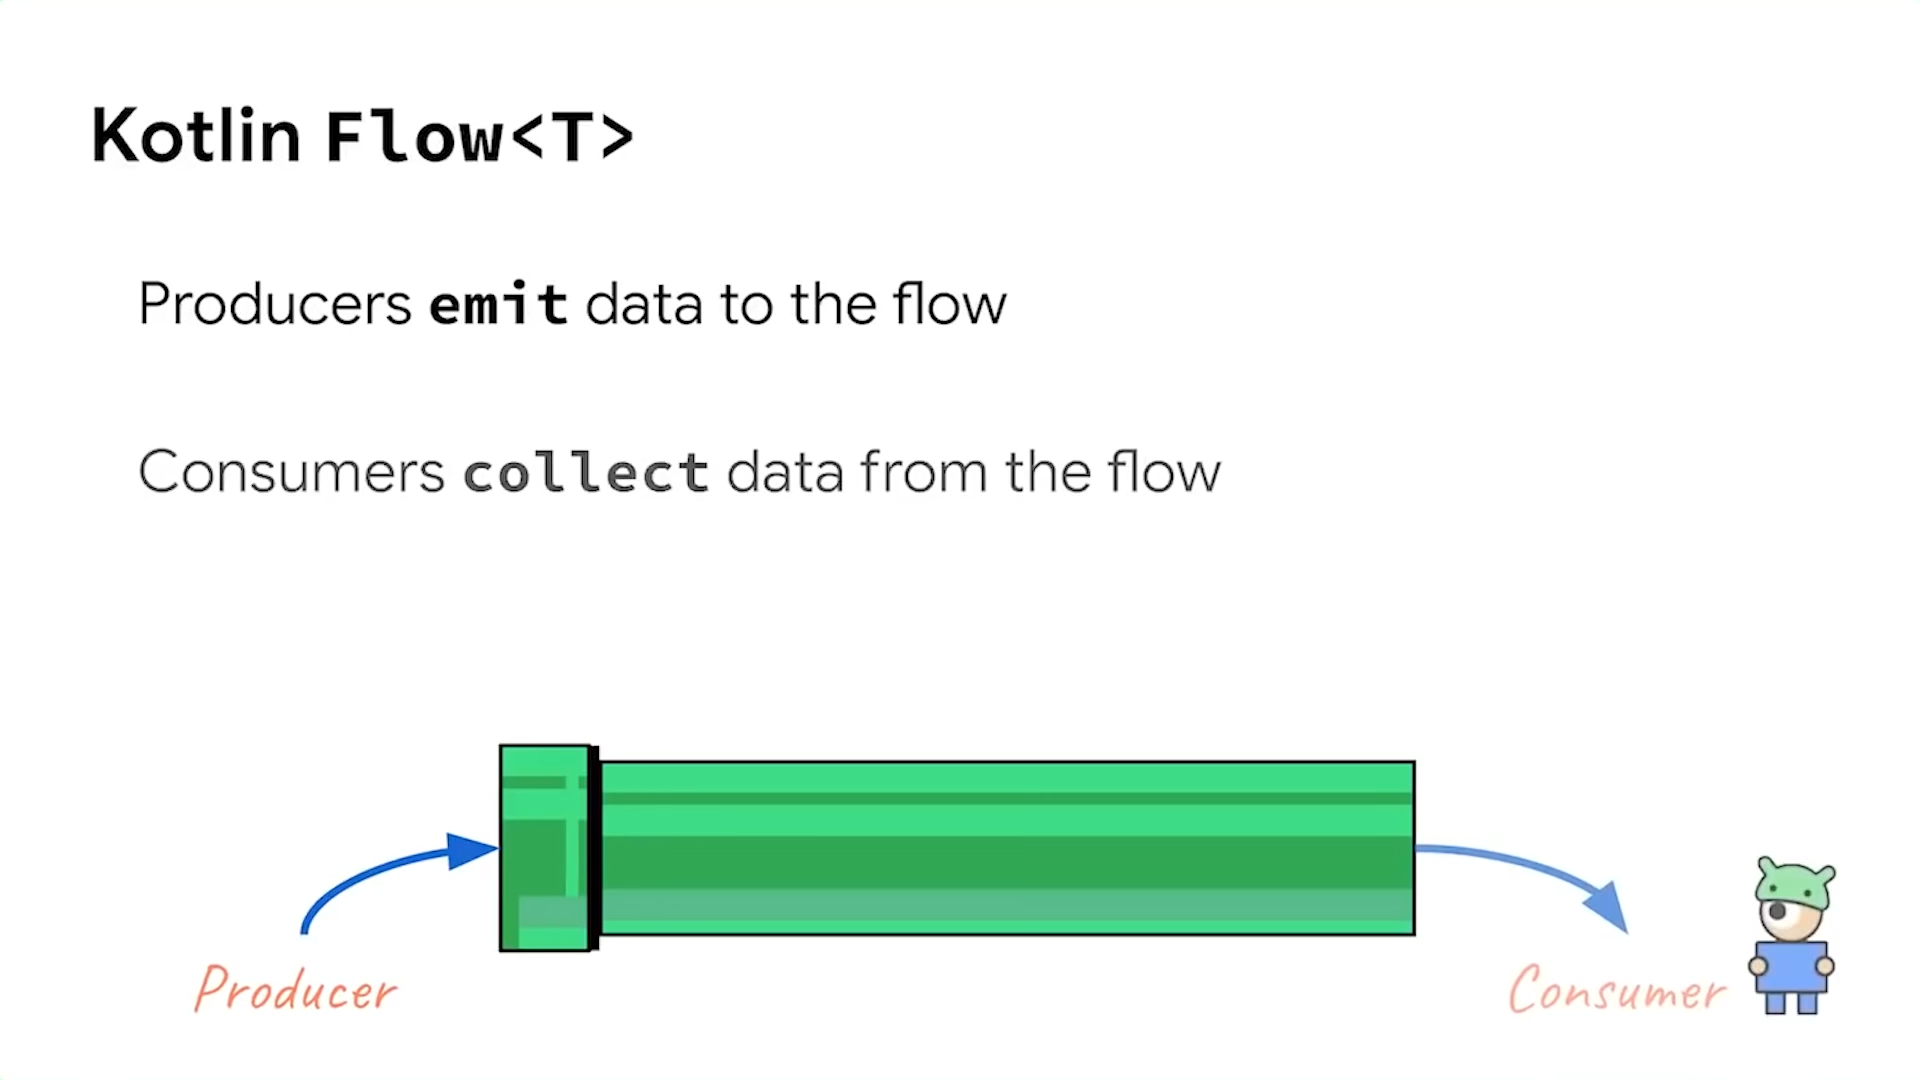 Kotlin Flow<T>
Producers emit data to the flow
Consumers collect data from the flow
Producer
Consumer